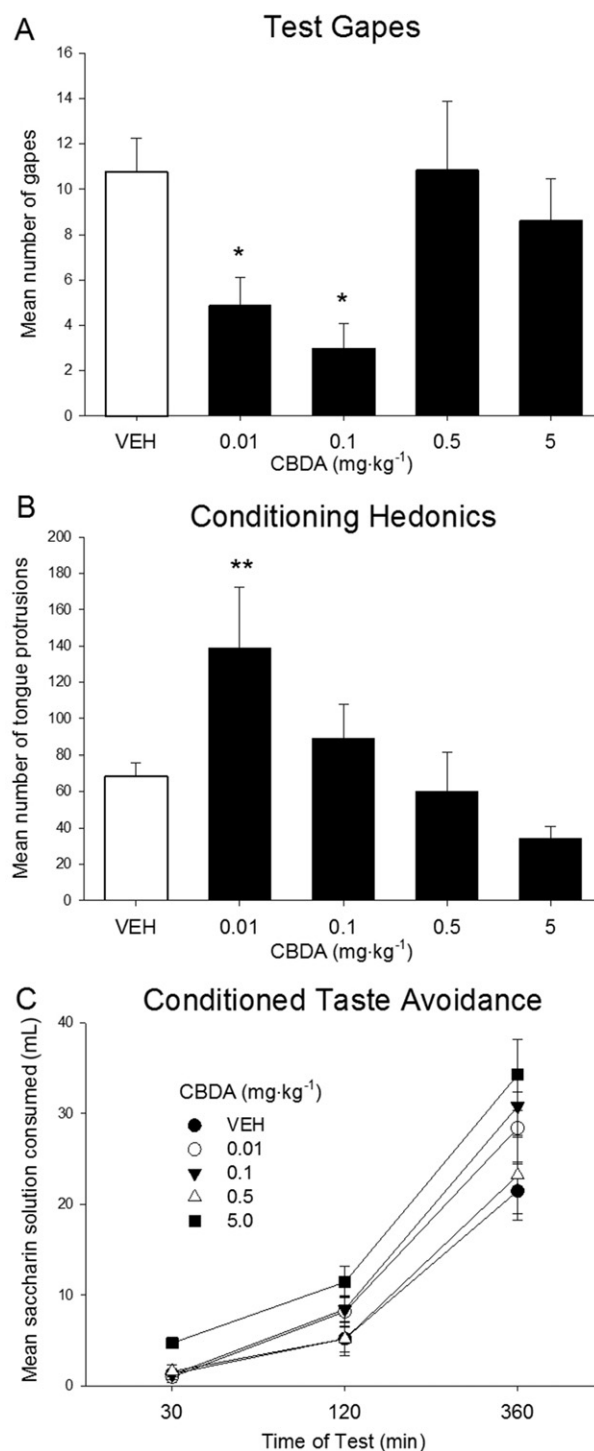 A
Test Gapes
Mean number of gapes
16
14
12
10
8
6
4
2
0
*
*
VEH
0.01
0.1
0.5
5
CBDA (mg·kg⁻¹)
B
Conditioning Hedonics
Mean number of tongue protrusions
200
180
160
140
120
100
80
60
40
20
0
**
VEH
0.01
0.1
0.5
5
CBDA (mg·kg⁻¹)
C
Conditioned Taste Avoidance
Mean saccharin solution consumed (mL)
40
30
20
10
0
CBDA (mg·kg⁻¹)
VEH
0.01
0.1
0.5
5.0
30
120
360
Time of Test (min)